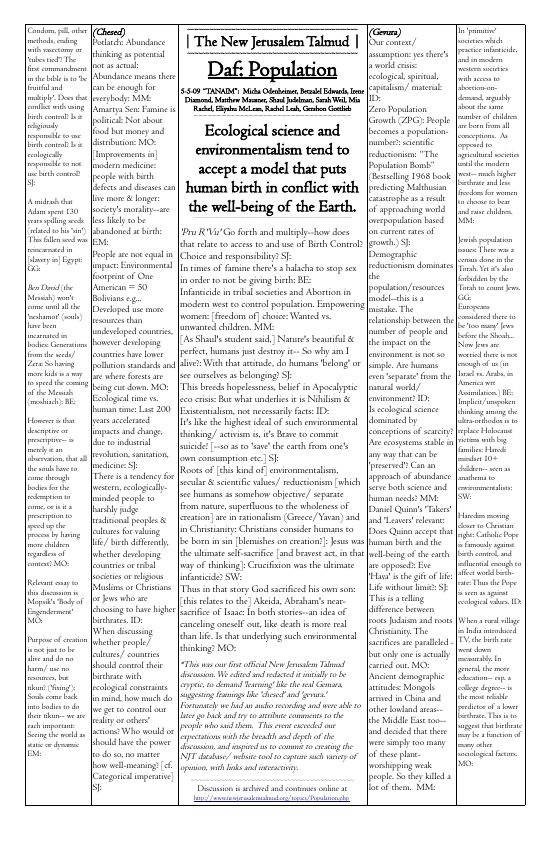 Condom, pill, other
methods, ending
with vasectomy or
'tubes tied'? The
first commandment
in the bible is to 'be
fruitful and
multiply'. Does that
conflict with using
birth control? Is it
religiously
responsible to use
birth control? Is it
ecologically
responsible to not
use birth control?
SJ:
A midrash that
Adam spent 130
years spilling seeds
(related to his 'sin')
This fallen seed was
reincarnated in
[slavery in] Egypt:
GG:
Ben David (the
Messiah) won't
come until all the
'neshamot' (souls)
have been
incarnated in
bodies: Generations
from the seeds/
Zera: So having
more kids is a way
to speed the coming
of the Messiah
(moshiach): BE:
However is that
descriptive or
prescriptive-- is
merely it an
observation, that all
the souls have to
come through
bodies for the
redemption to
come, or is it a
prescription to
speed up the
process by having
more children
regardless of
context? MO:
Relevant essay to
this discussion is
Mopsik's 'Body of
Engenderment'
MO:
Purpose of creation
is not just to be
alive and do no
harm/ use no
resources, but
tikun? ('fixing'):
Souls come back
into bodies to do
their tikun-- we are
each important:
Seeing the world as
static or dynamic
EM:
(Chesed)
Potlatch: Abundance
thinking as potential
not as actual:
Abundance means there
can be enough for
everybody: MM:
Amartya Sen: Famine is
political: Not about
food but money and
distribution: MO:
[Improvements in]
modern medicine:
people with birth
defects and disabilities can
live more & longer:
society's morality--are
less likely to be
abandoned at birth:
EM:
People are not equal in
impact: Environmental
footprint of One
American = 50
Bolivians e.g...
Developed use more
resources than
undeveloped countries,
however developing
countries have lower
pollution standards and
are where forests are
being cut down. MO:
Ecological time vs.
human time: Last 200
years accelerated
impacts and change,
due to industrial
revolution, sanitation,
medicine: SJ:
There is a tendency for
western, ecologically-
minded people to
harshly judge
traditional peoples &
cultures for valuing
life/ birth differently,
whether developing
countries or tribal
societies or religious
Muslims or Christians
or Jews who are
choosing to have higher
birthrates. ID:
When discussing
whether people/
cultures/ countries
should control their
birthrate with
ecological constraints
in mind, how much do
we get to control our
reality or others'
actions? Who would or
should have the power
to do so, no matter
how well-meaning? [cf.
Categorical imperative]
SJ:
| The New Jerusalem Talmud |
Daf: Population
5-5-09 "TANAIM": Micha Odenheimer, Betzalel Edwards, Irene
Diamond, Matthew Mausner, Shaul Judelman, Sarah Weil, Mia
Rachel, Eliyahu McLean, Rachel Leah, Gershon Gottlieb
Ecological science and
environmentalism tend to
accept a model that puts
human birth in conflict with
the well-being of the Earth.
'Pru R'Vu' Go forth and multiply--how does
that relate to access to and use of Birth Control?
Choice and responsibility? SJ:
In times of famine there's a halacha to stop sex
in order to not be giving birth: BE:
Infanticide in tribal societies and Abortion in
modern west to control population. Empowering
women: [freedom of] choice: Wanted vs.
unwanted children. MM:
[As Shaul's student said,] Nature's beautiful &
perfect, humans just destroy it-- So why am I
alive?: With that attitude, do humans 'belong' or
see ourselves as belonging? SJ:
This breeds hopelessness, belief in Apocalyptic
eco crisis: But what underlies it is Nihilism &
Existentialism, not necessarily facts: ID:
It's like the highest ideal of such environmental
thinking/ activism is, it's Brave to commit
suicide! [--so as to 'save' the earth from one's
own consumption etc.] SJ:
Roots of [this kind of] environmentalism,
secular & scientific values/ reductionism [which
see humans as somehow objective/ separate
from nature, superfluous to the wholeness of
creation] are in rationalism (Greece/Yavan) and
in Christianity: Christians consider humans to
be born in sin [blemishes on creation?]: Jesus was
the ultimate self-sacrifice [and bravest act, in that
way of thinking]: Crucifixion was the ultimate
infanticide? SW:
Thus in that story God sacrificed his own son:
[this relates to the] Akeida, Abraham's near-
sacrifice of Isaac: In both stories--an idea of
canceling oneself out, like death is more real
than life. Is that underlying such environmental
thinking? MO:
*This was our first official New Jerusalem Talmud
discussion. We edited and redacted it initially to be
cryptic, to demand 'learning' like the real Gemara,
suggesting framings like 'chesed' and 'gevura.'
Fortunately we had an audio recording and were able to
later go back and try to attribute comments to the
people who said them. This event exceeded our
expectations with the breadth and depth of the
discussion, and inspired us to commit to creating the
NJT database/ website tool to capture such variety of
opinion, with links and interactivity.
Discussion is archived and continues online at
http://www.newjerusalemtalmud.org/topics/Population.php
(Gevura)
Our context/
assumption: yes there's
a world crisis:
ecological, spiritual,
capitalism/ material:
ID:
Zero Population
Growth (ZPG): People
becomes a population-
number?: scientific
reductionism: "The
Population Bomb"
(Bestselling 1968 book
predicting Malthusian
catastrophe as a result
of approaching world
overpopulation based
on current rates of
growth.) SJ:
Demographic
reductionism dominates
the
population/resources
model--this is a
mistake. The
relationship between the
number of people and
the impact on the
environment is not so
simple. Are humans
even 'separate' from the
natural world/
environment? ID:
Is ecological science
dominated by
conceptions of scarcity?
Are ecosystems stable in
any way that can be
'preserved'? Can an
approach of abundance
serve both science and
human needs? MM:
Daniel Quinn's 'Takers'
and 'Leavers' relevant:
Does Quinn accept that
human birth and the
well-being of the earth
are opposed?: Eve
'Hava' is the gift of life:
Life without limit?: SJ:
This is a telling
difference between
roots Judaism and roots
Christianity. The
sacrifices are paralleled -
but only one is actually
carried out. MO:
Ancient demographic
attitudes: Mongols
arrived in China and
other lowland areas--
the Middle East too--
and decided that there
were simply too many
of these plant-
worshipping weak
people. So they killed a
lot of them. MM:
In 'primitive'
societies which
practice infanticide,
and in modern
western societies
with access to
abortion-on-
demand, arguably
about the same
number of children
are born from all
conceptions. As
opposed to
agricultural societies
until the modern
west-- much higher
birthrate and less
freedom for women
to choose to bear
and raise children.
MM:
Jewish population
issues: There was a
census done in the
Torah. Yet it's also
forbidden by the
Torah to count Jews.
GG:
Europeans
considered there to
be 'too many' Jews
before the Shoah...
Now Jews are
worried there is not
enough of us (in
Israel vs. Arabs, in
America wrt
Assimilation.) BE:
Implicit/unspoken
thinking among the
ultra-orthodox is to
replace Holocaust
victims with big
families: Haredi
mindset 10+
children-- seen as
anathema to
environmentalists:
SW:
Haredim moving
closer to Christian
right: Catholic Pope
is famously against
birth control, and
influential enough to
affect world birth-
rate: Thus the Pope
is seen as against
ecological values. ID:
When a rural village
in India introduced
TV, the birth rate
went down
measurably. In
general, the more
education-- esp. a
college degree-- is
the most reliable
predictor of a lower
birthrate. This is to
suggest that birthrate
may be a function of
many other
sociological factors.
MO: